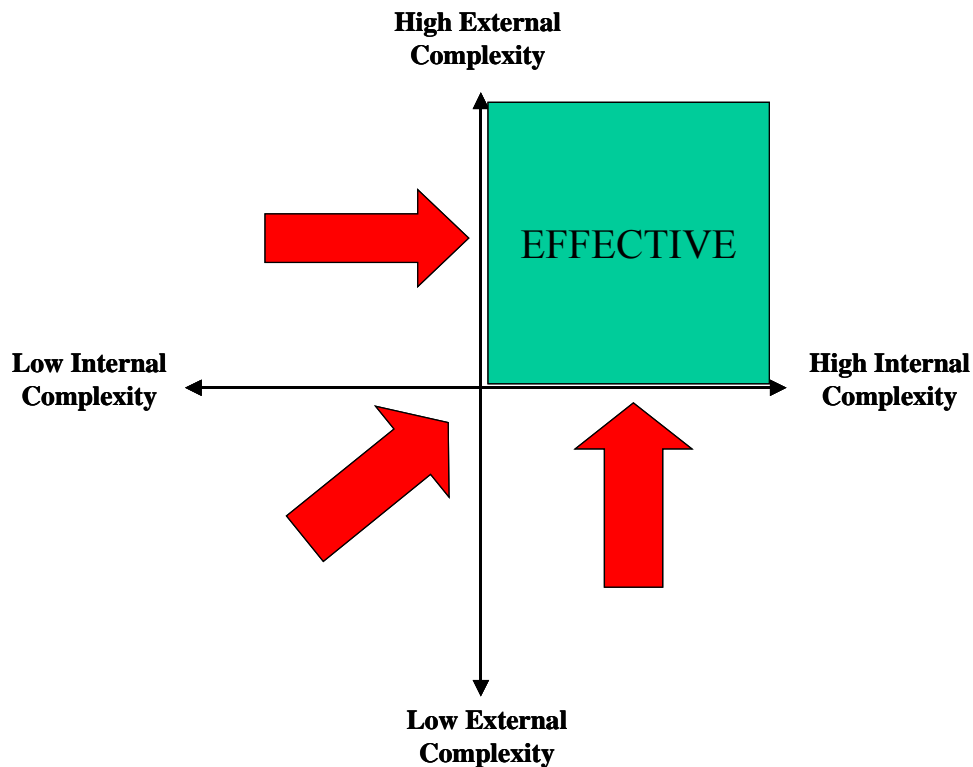 High External
Complexity
EFFECTIVE
Low Internal
Complexity
High Internal
Complexity
Low External
Complexity